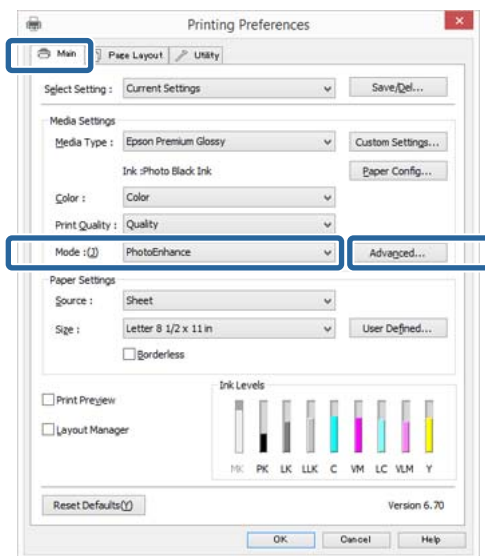 Printing Preferences
Main Page Layout Utility
Select Setting : Current Settings Save/Del...
Media Settings
Media Type : Epson Premium Glossy Custom Settings...
Ink :Photo Black Ink Paper Config...
Color : Color
Print Quality : Quality
Mode :(J) PhotoEnhance Advanced...
Paper Settings
Source : Sheet
Size : Letter 8 1/2 x 11 in User Defined...
Borderless
Ink Levels
Print Preview
Layout Manager
MK PK LK LLK C VM LC VLM Y
Reset Defaults(Y) Version 6.70
OK Cancel Help